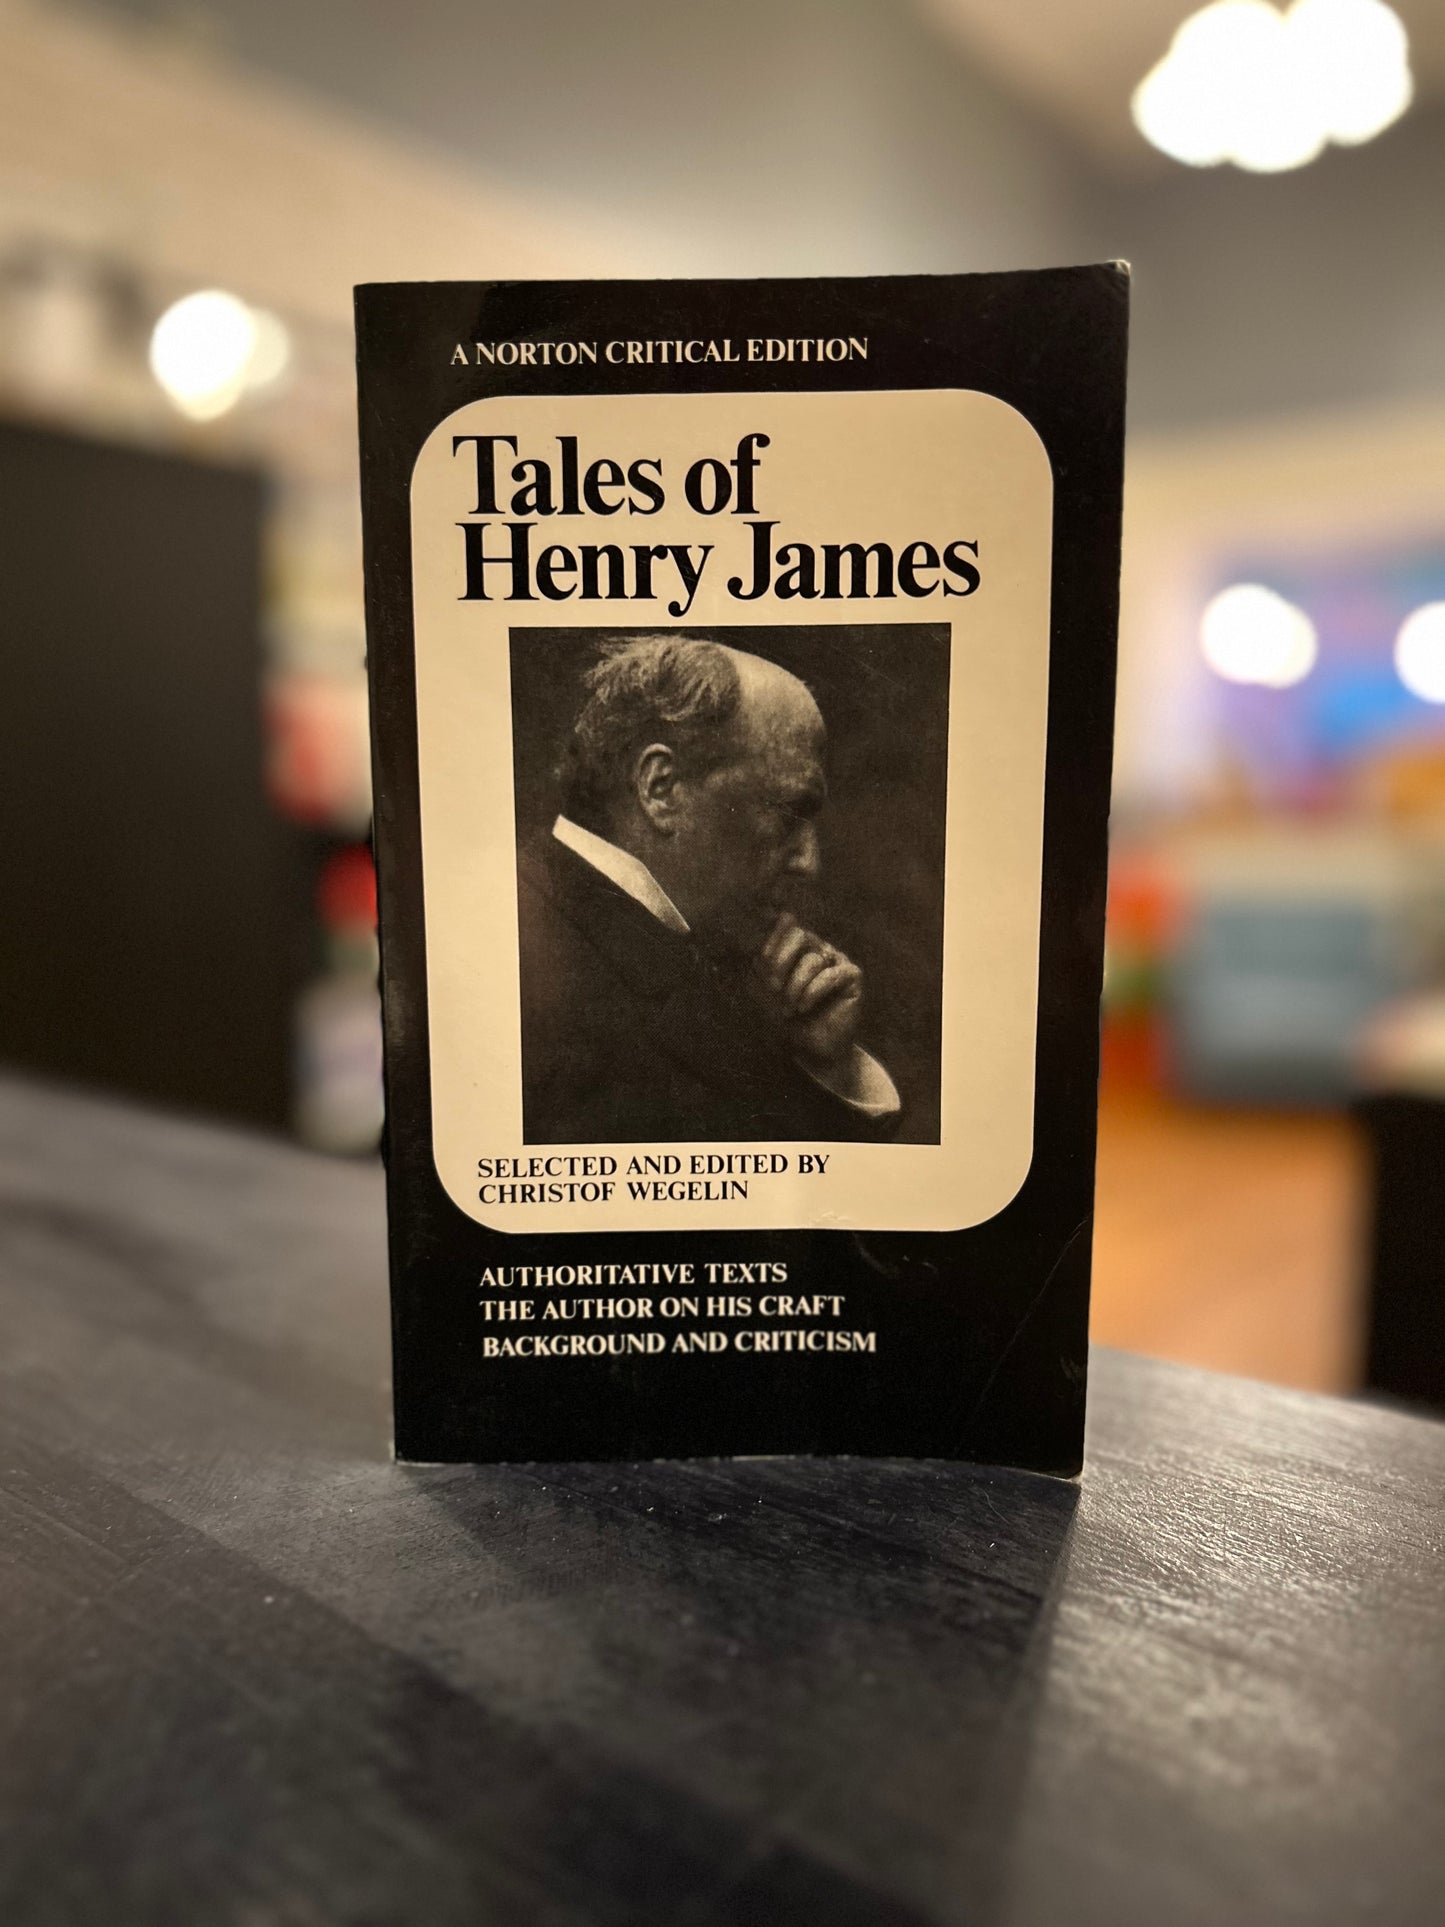 A NORTON CRITICAL EDITION
Tales of
Henry James
SELECTED AND EDITED BY
CHRISTOF WEGELIN
AUTHORITATIVE TEXTS
THE AUTHOR ON HIS CRAFT
BACKGROUND AND CRITICISM